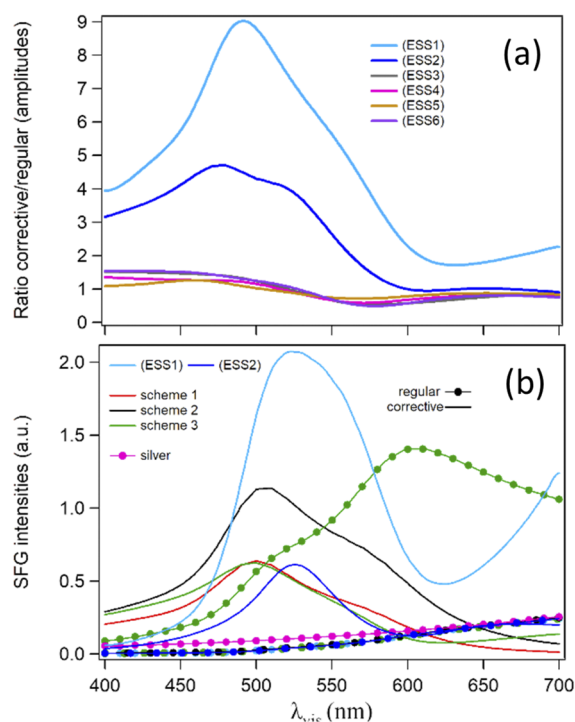 Ratio corrective/regular (amplitudes)
9
8
7
6
5
4
3
2
1
0
(a)
(ESS1)
(ESS2)
(ESS3)
(ESS4)
(ESS5)
(ESS6)
SFG intensities (a.u.)
2.0
1.5
1.0
0.5
0.0
(b)
(ESS1) (ESS2)
scheme 1
scheme 2
scheme 3
silver
regular
corrective
400 450 500 550 600 650 700
λvis (nm)